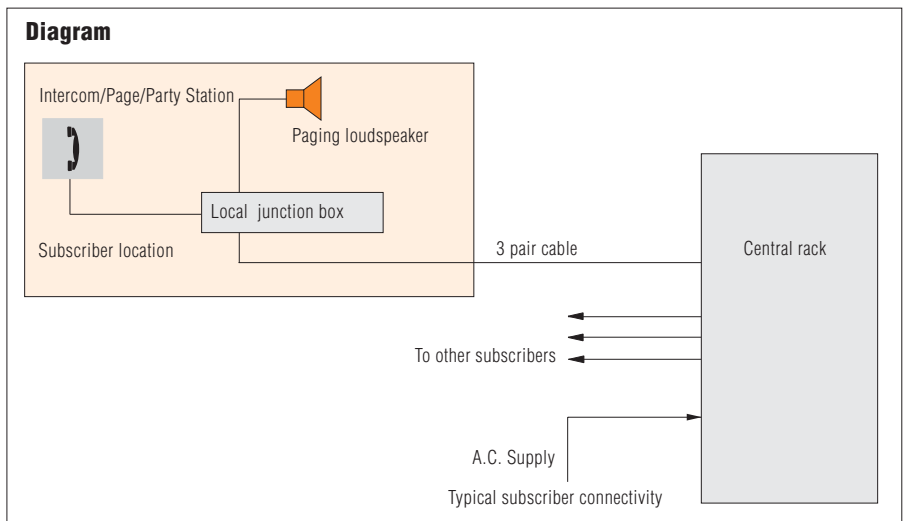 Diagram
Intercom/Page/Party Station
Paging loudspeaker
Local junction box
Subscriber location
3 pair cable
Central rack
To other subscribers
A.C. Supply
Typical subscriber connectivity